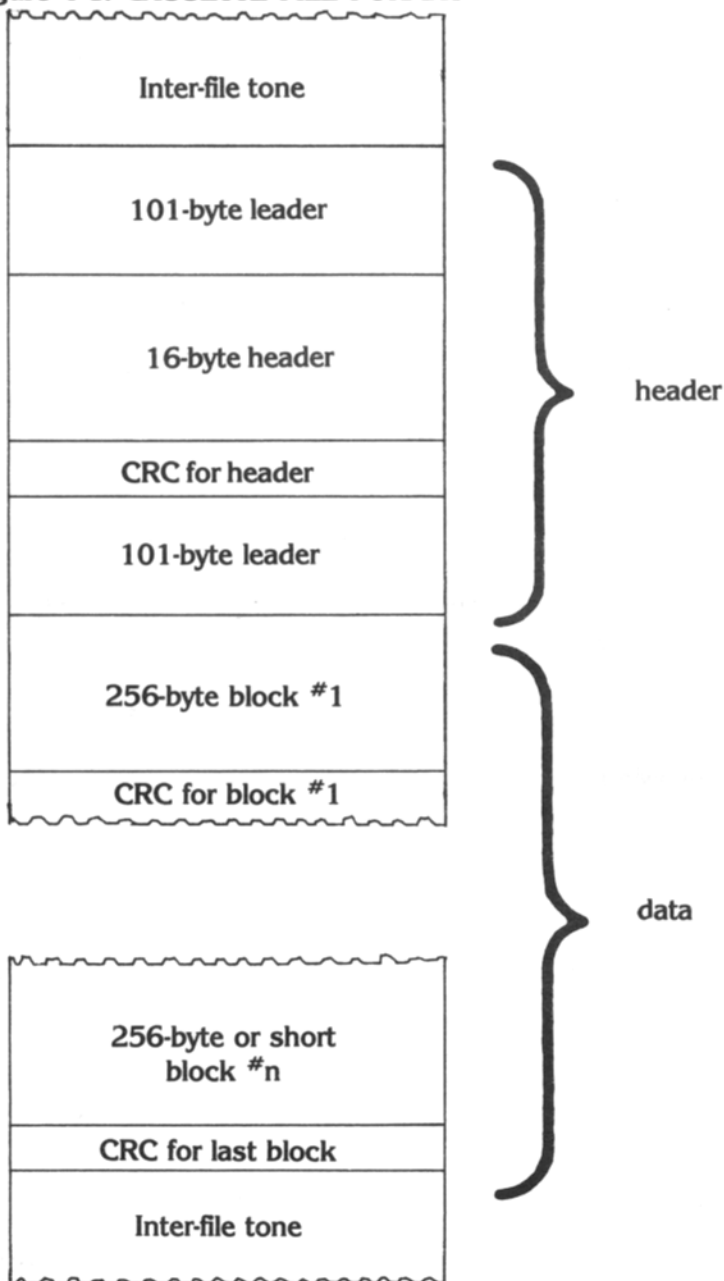 Inter-file tone
101-byte leader
16-byte header
header
CRC for header
101-byte leader
256-byte block #1
CRC for block #1
data
256-byte or short
block #n
CRC for last block
Inter-file tone